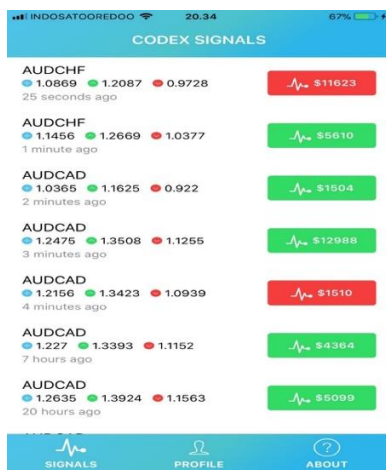 INDOSATOOREDOO 20.34 67%
CODEX SIGNALS
AUDCHF
1.0869 1.2087 0.9728
$11623
25 seconds ago
AUDCHF
1.1456 1.2669 1.0377
$5610
1 minute ago
AUDCAD
1.0365 1.1625 0.922
$1504
2 minutes ago
AUDCAD
1.2475 1.3508 1.1255
$12988
3 minutes ago
AUDCAD
1.2156 1.3423 1.0939
$1510
4 minutes ago
AUDCAD
1.227 1.3393 1.1152
$4364
7 hours ago
AUDCAD
1.2635 1.3924 1.1563
$5099
20 hours ago
SIGNALS PROFILE ABOUT